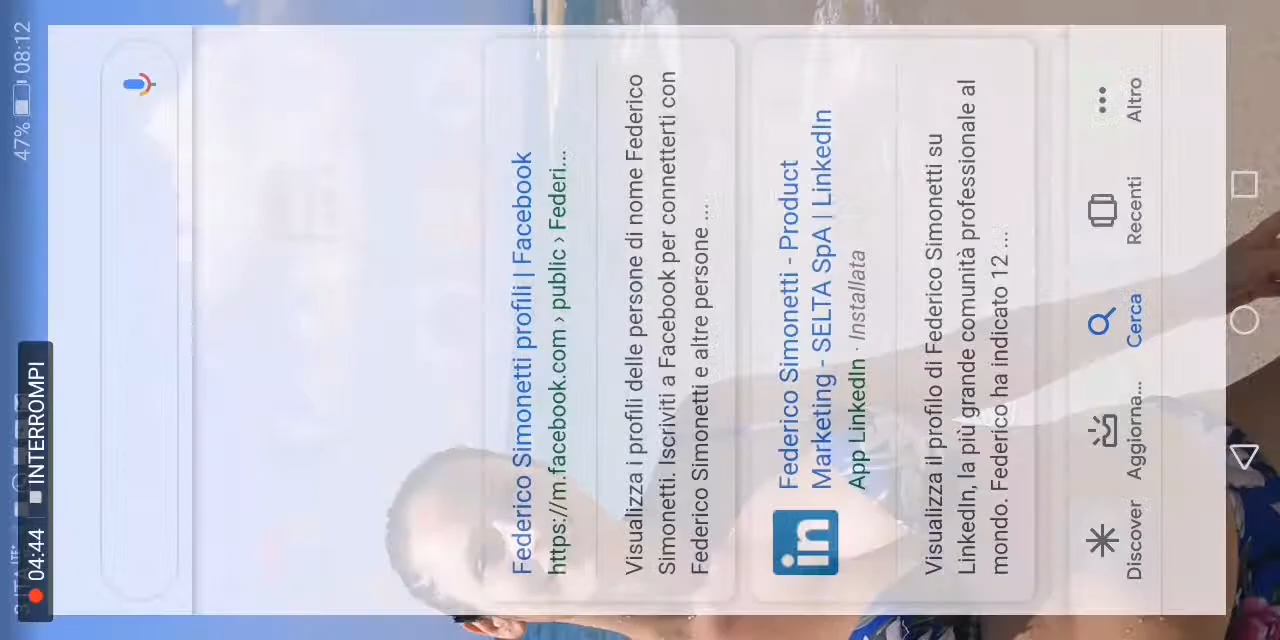 47% 08:12
04:44 INTERROMPI
Federico Simonetti profili | Facebook
https://m.facebook.com › public › Federi...
Visualizza i profili delle persone di nome Federico
Simonetti. Iscriviti a Facebook per connetterti con
Federico Simonetti e altre persone ...
in
Federico Simonetti - Product
Marketing - SELTA SpA | LinkedIn
App LinkedIn · Installata
Visualizza il profilo di Federico Simonetti su
LinkedIn, la più grande comunità professionale al
mondo. Federico ha indicato 12 ...
Discover
Aggiorna...
Cerca
Recenti
Altro